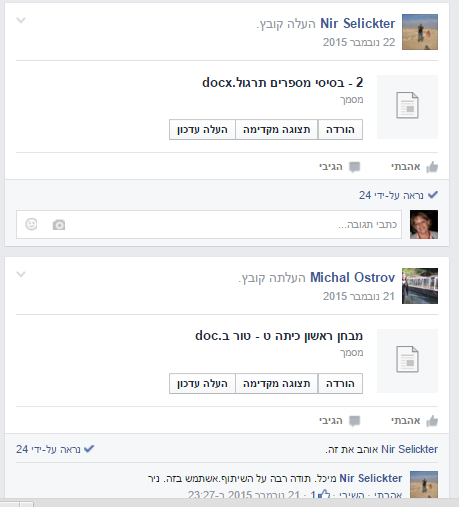 Nir Selickter העלה קובץ.
22 נובמבר 2015
2 - בסיסי מספרים תרגול.docx
מסמך
הורדה תצוגה מקדימה העלה עדכון
אהבתי הגיבי
נראה על-ידי 24
כתבי תגובה...
Michal Ostrov העלתה קובץ.
21 נובמבר 2015
מבחן ראשון כיתה ט - טור ב.doc
מסמך
הורדה תצוגה מקדימה העלה עדכון
אהבתי הגיבי
Nir Selickter אוהב את זה. נראה על-ידי 24
Nir Selickter מיכל. תודה רבה על השיתוף.אשתמש בזה. ניר
אהבתי · השיבי · 1 · 21 נובמבר 2015 ב-23:27